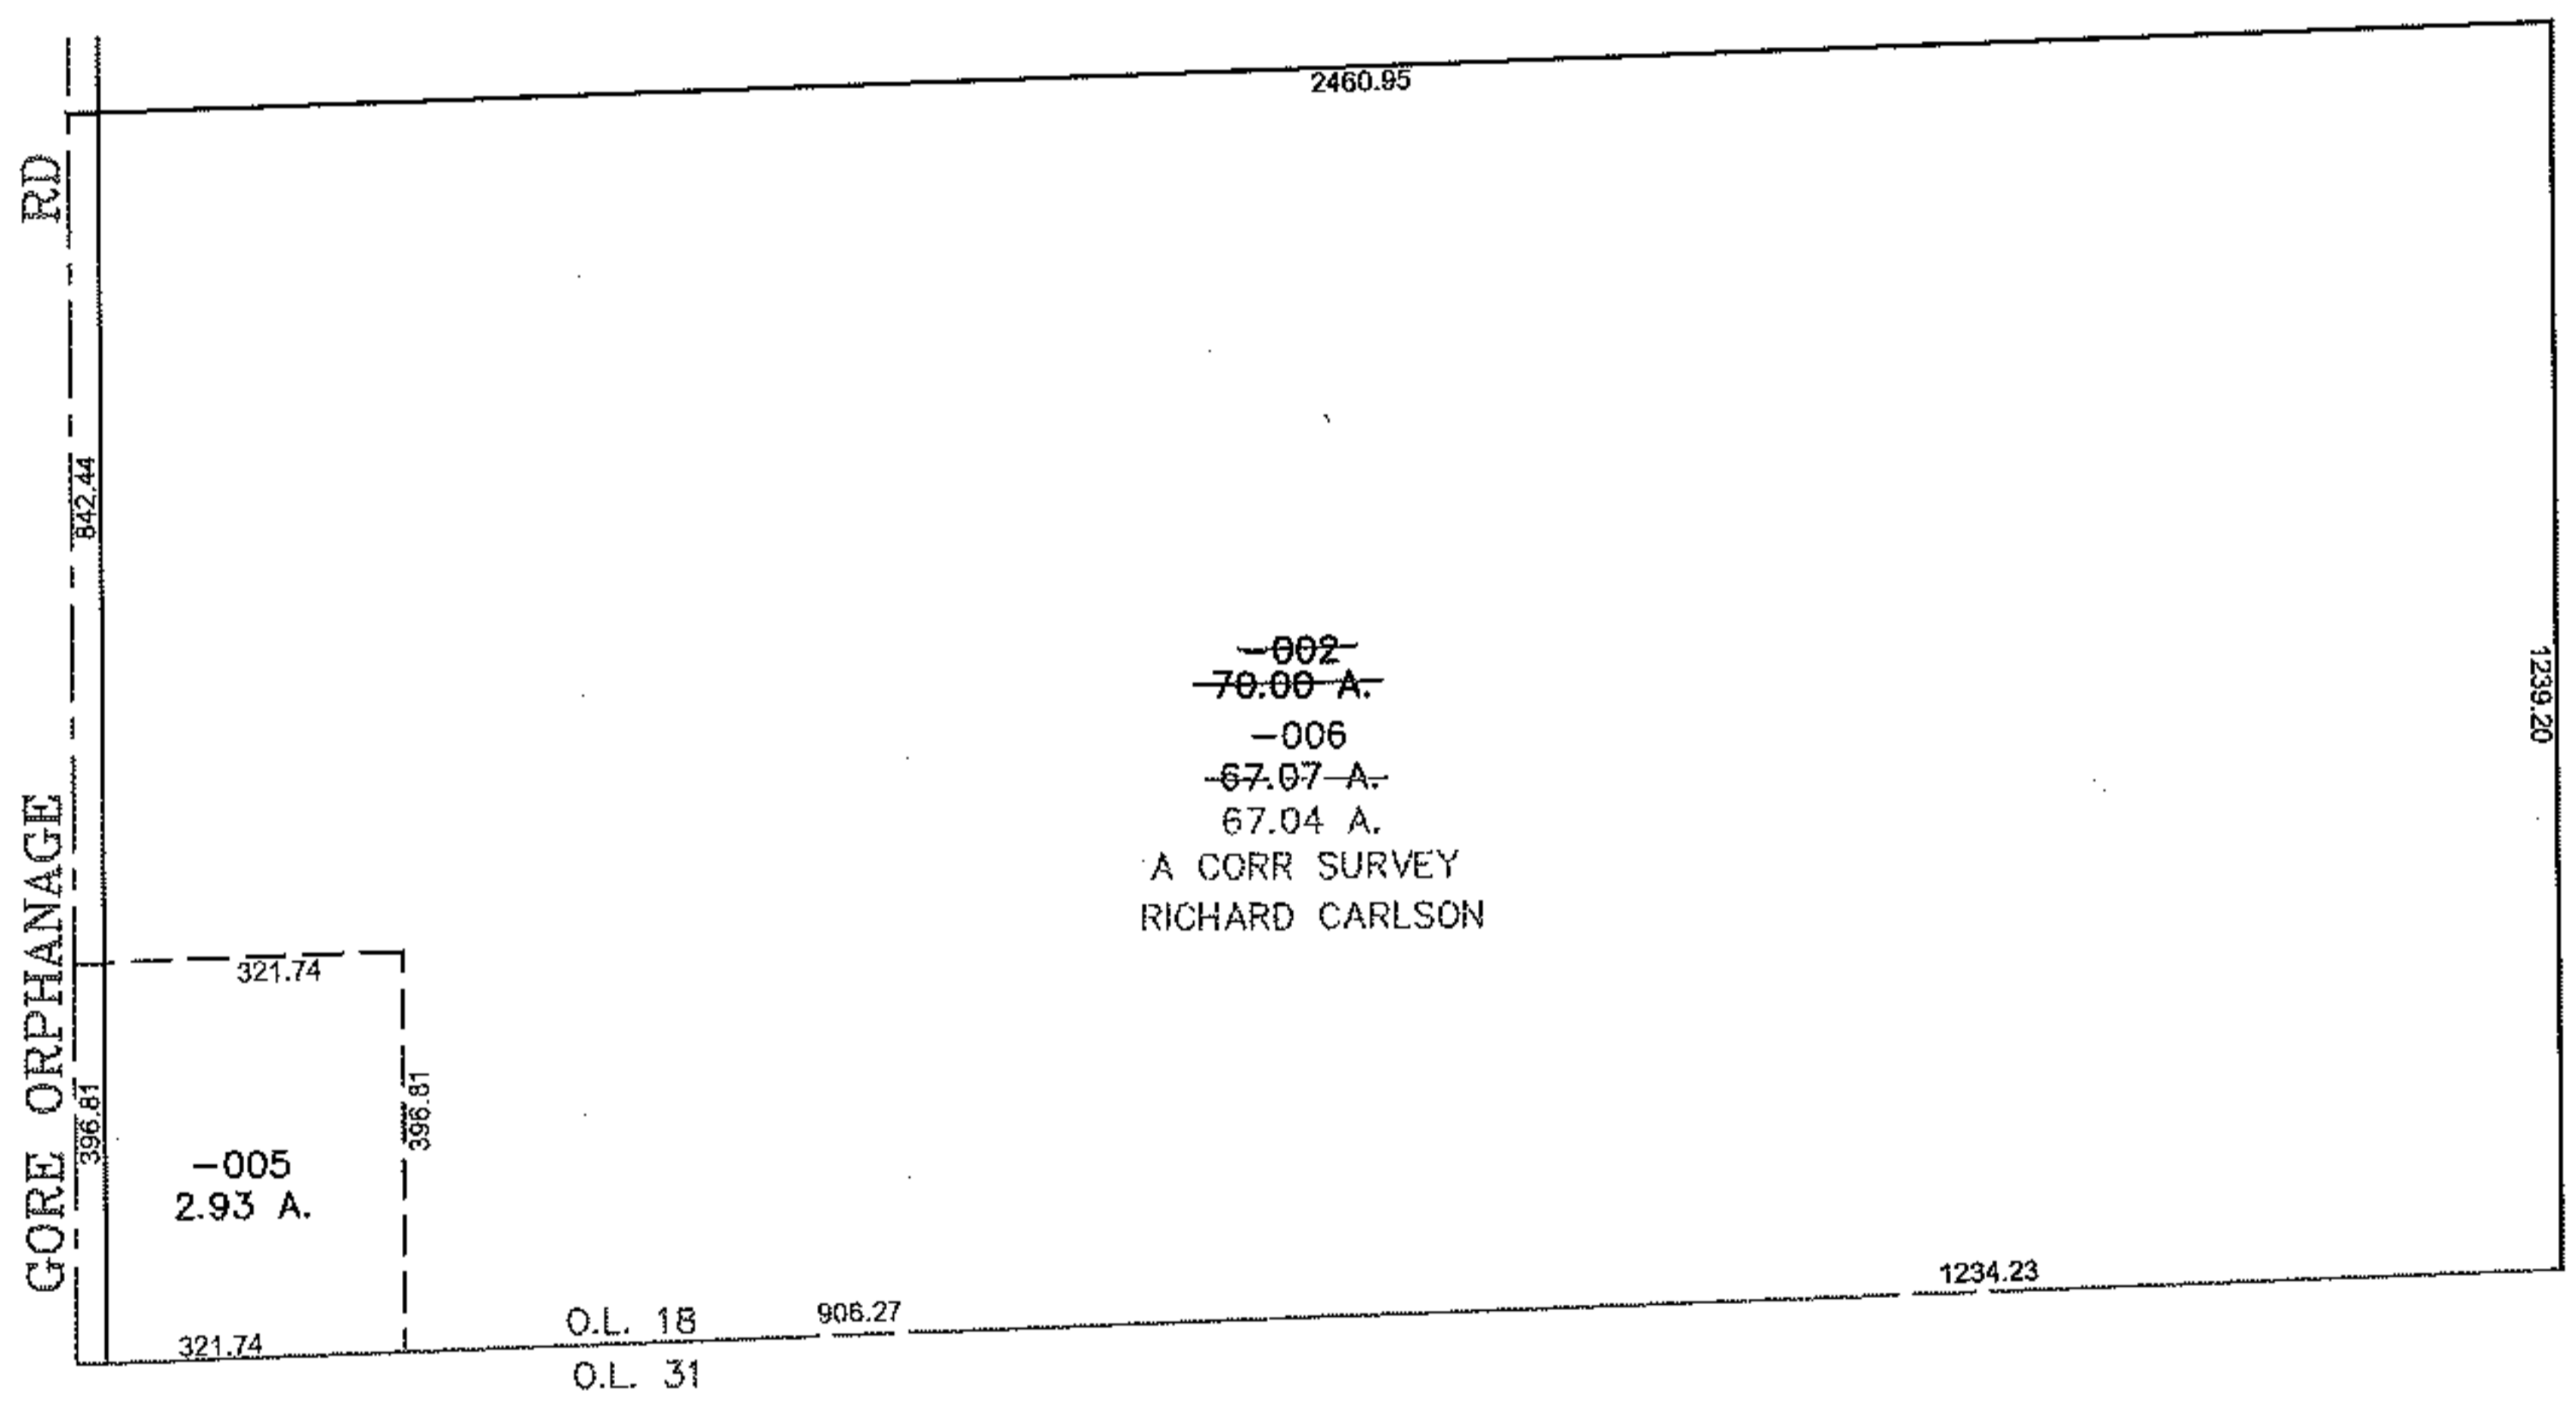 2460.95
GORE ORPHANAGE RD
842.44
1239.20
-002
70.00 A.
-006
67.07 A.
67.04 A.
A CORR SURVEY
RICHARD CARLSON
321.74
396.81
396.81
-005
2.93 A.
321.74
O.L. 18
906.27
1234.23
O.L. 31